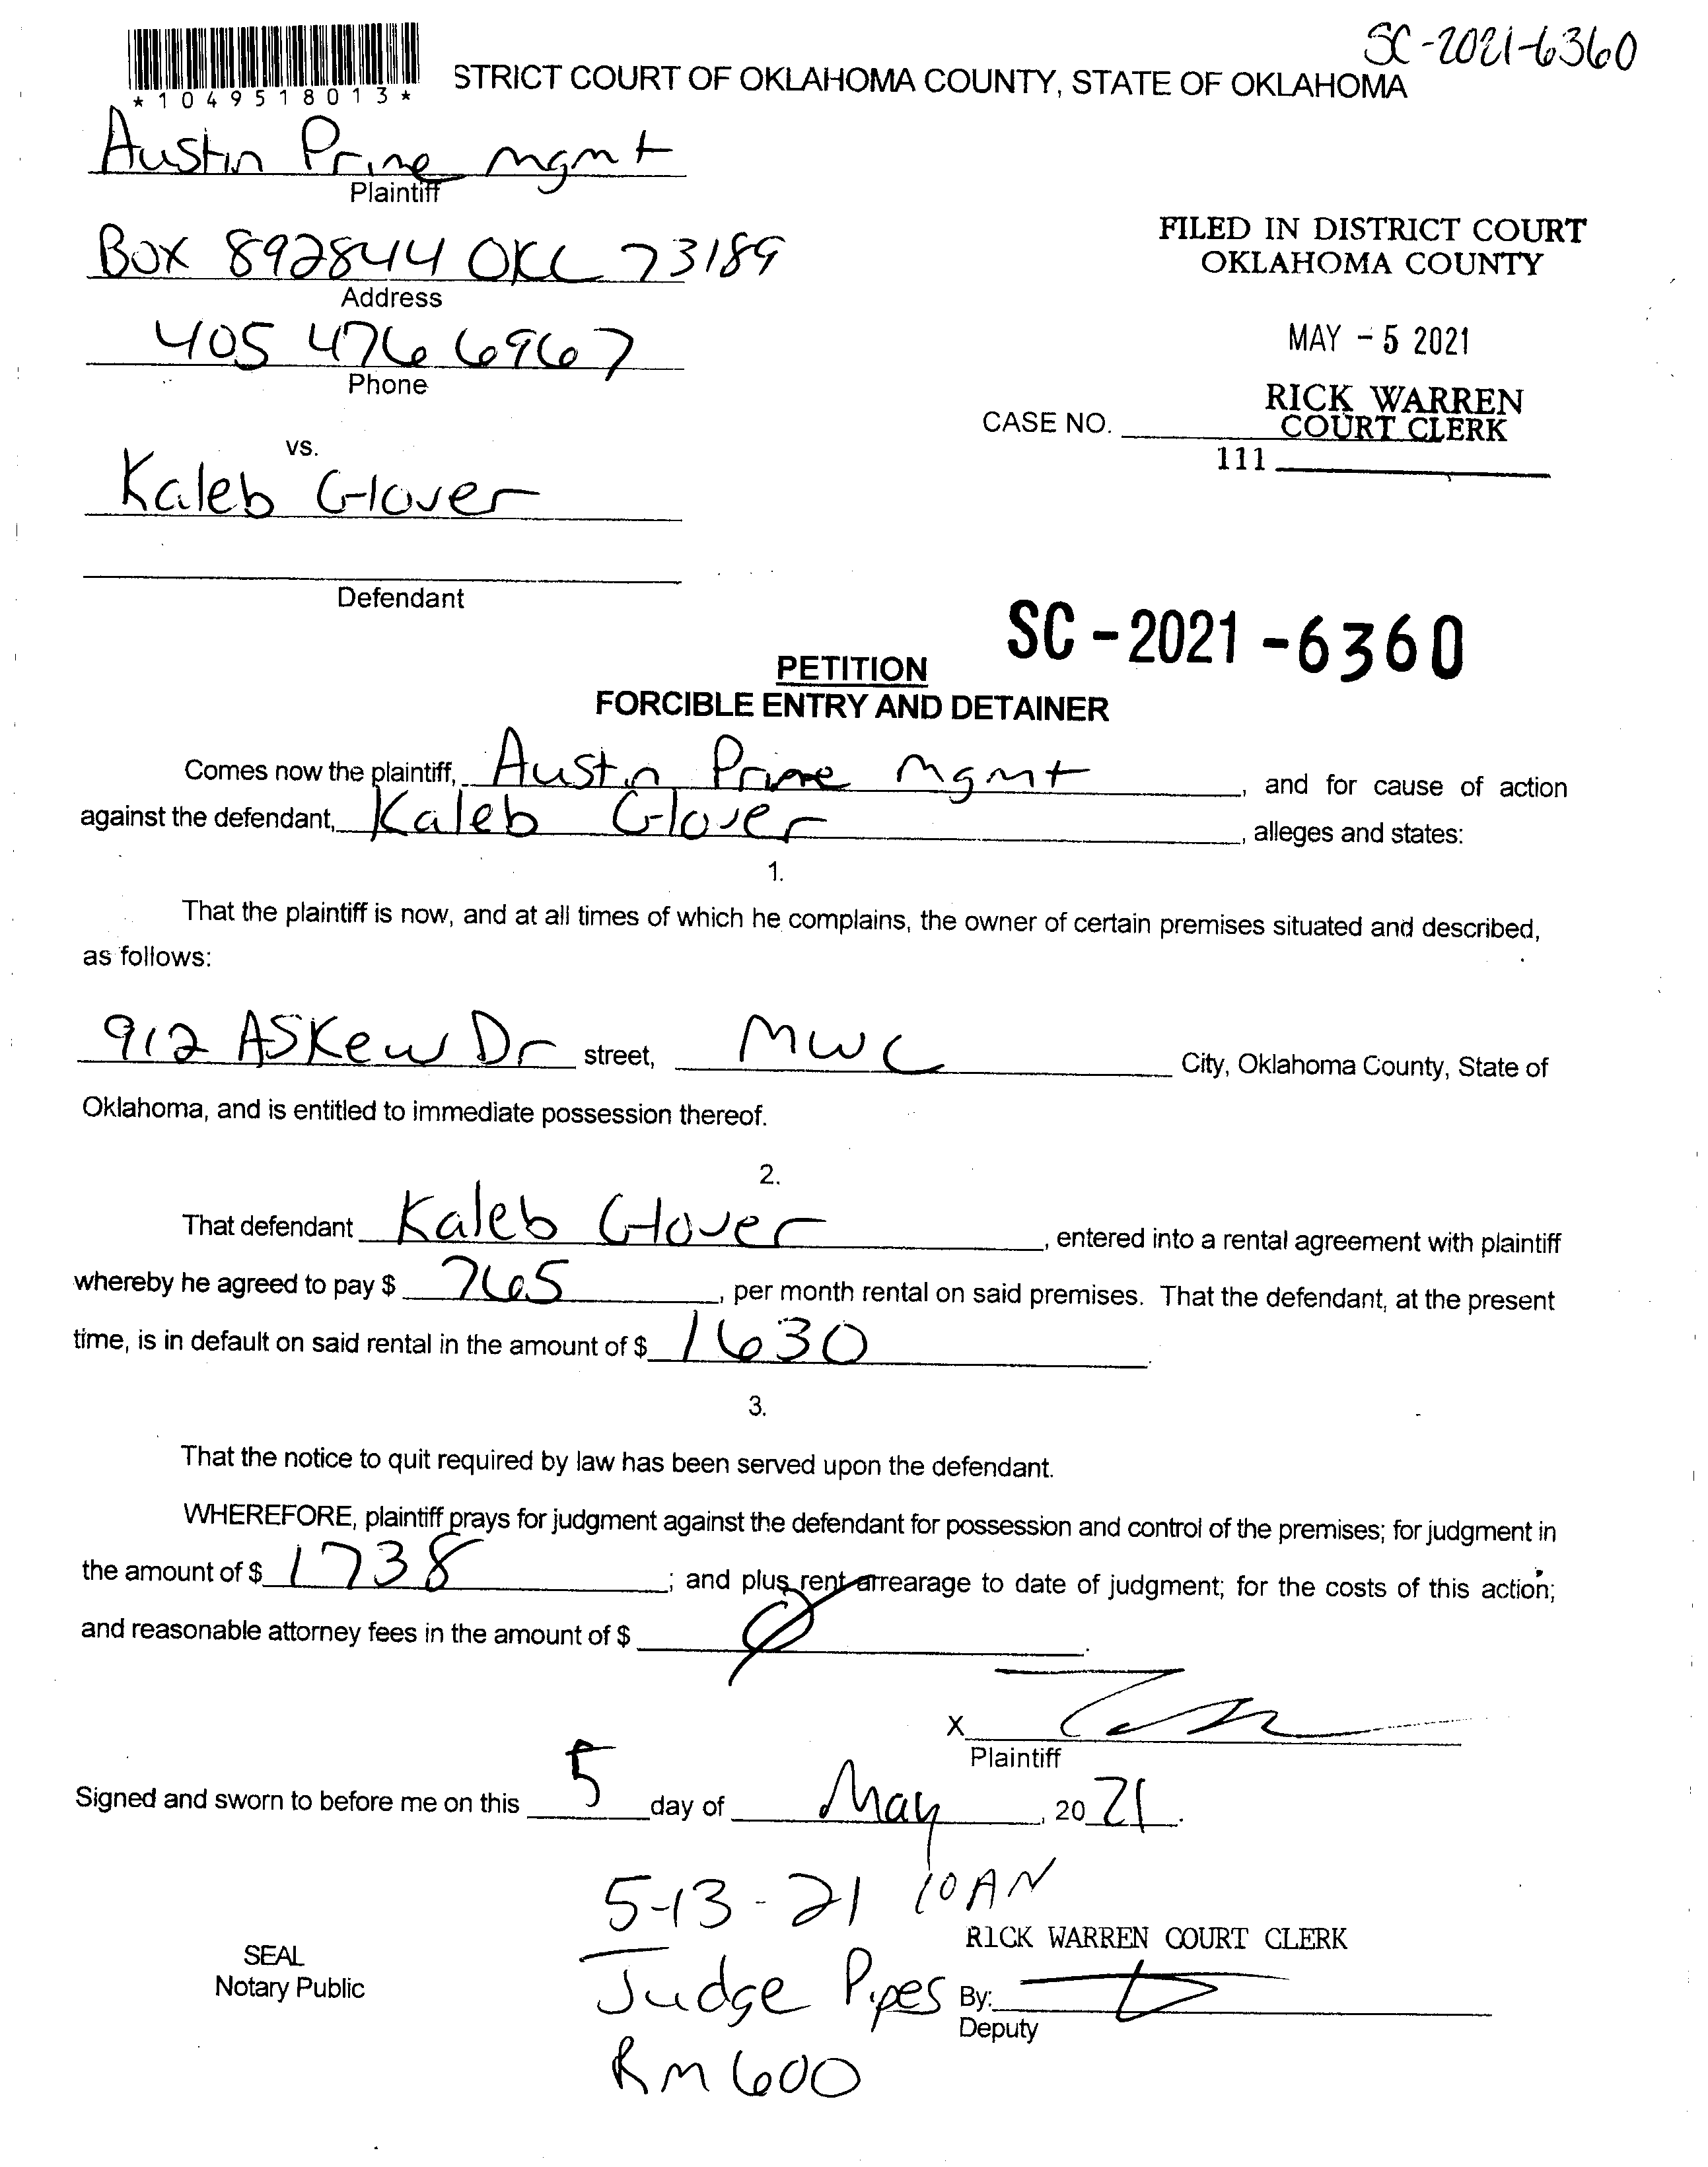 SC-2021-6360
STRICT COURT OF OKLAHOMA COUNTY, STATE OF OKLAHOMA
*1049518013*
Austin Prime mgmt
Plaintiff
Box 892844 OKC 73189
Address
405 476 6967
Phone
FILED IN DISTRICT COURT
OKLAHOMA COUNTY
MAY - 5 2021
RICK WARREN
COURT CLERK
CASE NO.
111
vs.
Kaleb Glover
Defendant
SC - 2021 - 6360
PETITION
FORCIBLE ENTRY AND DETAINER
Comes now the plaintiff, Austin Prime Mgmt, and for cause of action
against the defendant, Kaleb Glover, alleges and states:
1.
That the plaintiff is now, and at all times of which he complains, the owner of certain premises situated and described,
as follows:
912 ASKew Dr street, MWC City, Oklahoma County, State of
Oklahoma, and is entitled to immediate possession thereof.
2.
That defendant Kaleb Glover, entered into a rental agreement with plaintiff
whereby he agreed to pay $ 765, per month rental on said premises. That the defendant, at the present
time, is in default on said rental in the amount of $ 1630.
3.
That the notice to quit required by law has been served upon the defendant.
WHEREFORE, plaintiff prays for judgment against the defendant for possession and control of the premises; for judgment in
the amount of $ 1738; and plus rent arrearage to date of judgment; for the costs of this action;
and reasonable attorney fees in the amount of $ Ø.
X
Plaintiff
Signed and sworn to before me on this 5 day of May, 20 21.
5-13-21 10 AM
RICK WARREN COURT CLERK
SEAL
Notary Public
Judge Pipes
By:
Deputy
Rm 600